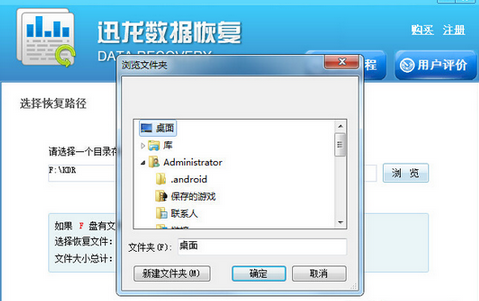 迅龙数据恢复
DATA RECOVERY
购买 注册
程
用户评价
选择恢复路径
请选择一个目录存
F:\KDR
浏 览
如果 F 盘有文
选择恢复文件:
文件大小总计:
浏览文件夹
桌面
库
Administrator
.android
保存的游戏
联系人
文件夹(F): 桌面
新建文件夹(M)
确定
取消